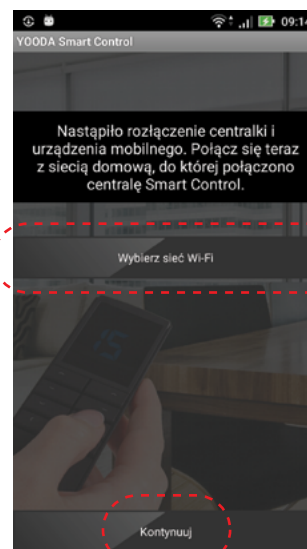 09:14
YOODA Smart Control
Nastąpiło rozłączenie centralki i
urządzenia mobilnego. Połącz się teraz
z siecią domową, do której połączono
centralę Smart Control.
Wybierz sieć Wi-Fi
15
Kontynuuj